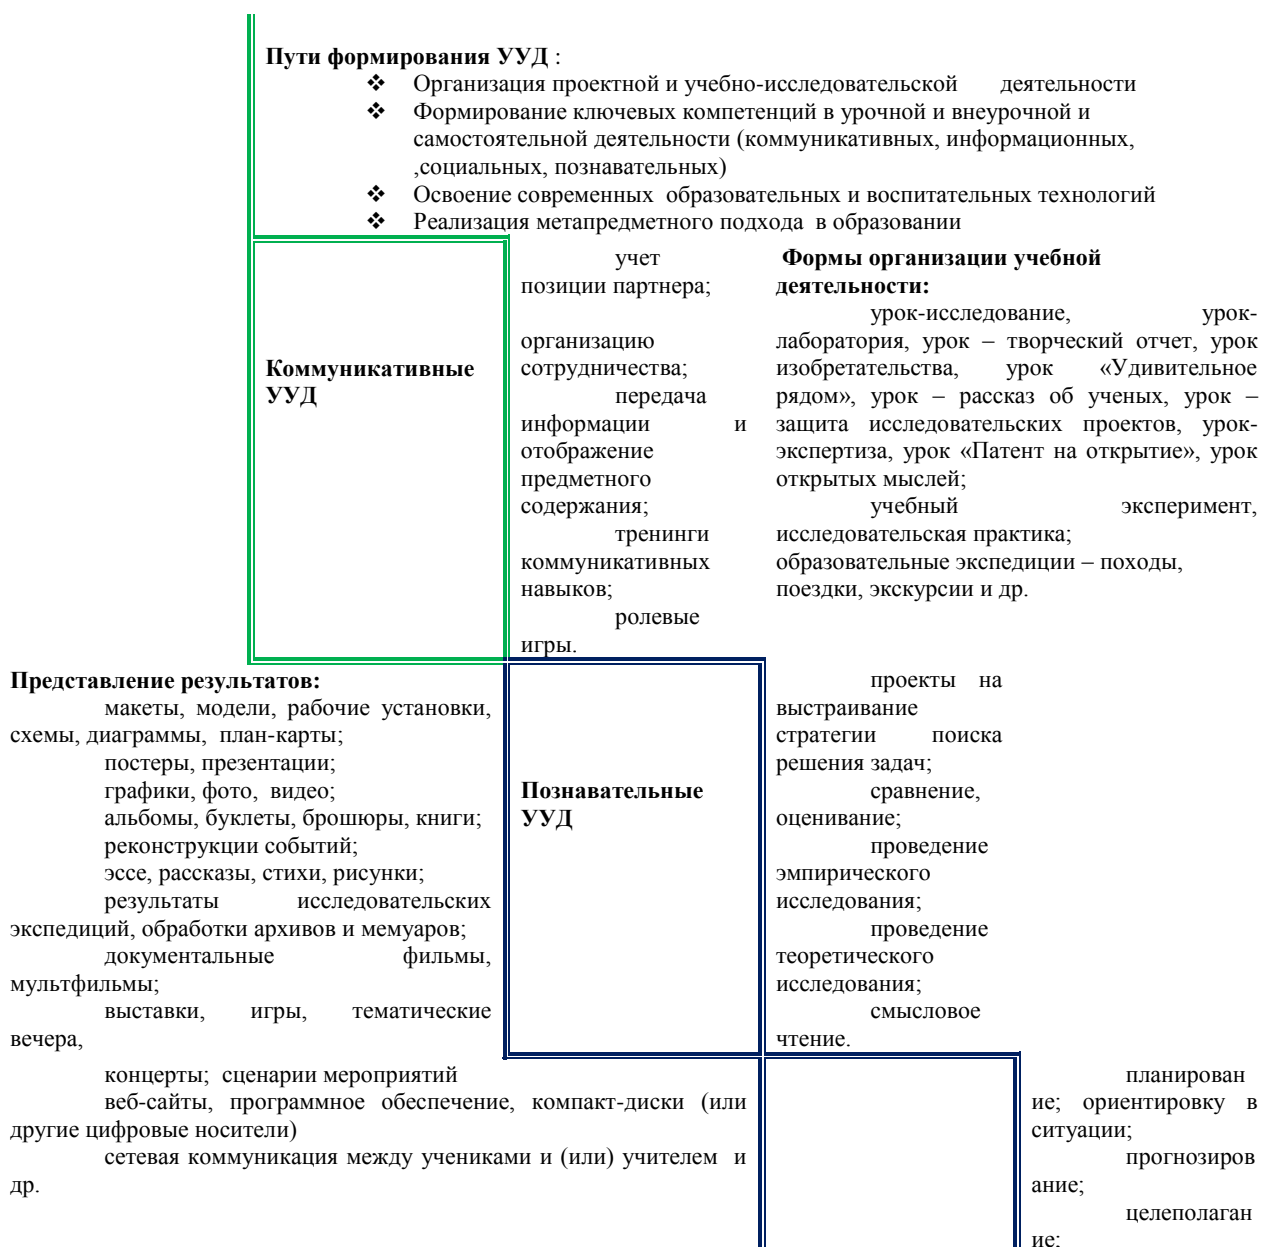 Пути формирования УУД :
❖ Организация проектной и учебно-исследовательской деятельности
❖ Формирование ключевых компетенций в урочной и внеурочной и
самостоятельной деятельности (коммуникативных, информационных,
,социальных, познавательных)
❖ Освоение современных образовательных и воспитательных технологий
❖ Реализация метапредметного подхода в образовании
Коммуникативные
УУД
учет
позиции партнера;
организацию
сотрудничества;
передача
информации и
отображение
предметного
содержания;
тренинги
коммуникативных
навыков;
ролевые
игры.
Формы организации учебной
деятельности:
урок-исследование, урок-
лаборатория, урок – творческий отчет, урок
изобретательства, урок «Удивительное
рядом», урок – рассказ об ученых, урок –
защита исследовательских проектов, урок-
экспертиза, урок «Патент на открытие», урок
открытых мыслей;
учебный эксперимент,
исследовательская практика;
образовательные экспедиции – походы,
поездки, экскурсии и др.
Представление результатов:
макеты, модели, рабочие установки,
схемы, диаграммы, план-карты;
постеры, презентации;
графики, фото, видео;
альбомы, буклеты, брошюры, книги;
реконструкции событий;
эссе, рассказы, стихи, рисунки;
результаты исследовательских
экспедиций, обработки архивов и мемуаров;
документальные фильмы,
мультфильмы;
выставки, игры, тематические
вечера,
Познавательные
УУД
проекты на
выстраивание
стратегии поиска
решения задач;
сравнение,
оценивание;
проведение
эмпирического
исследования;
проведение
теоретического
исследования;
смысловое
чтение.
концерты; сценарии мероприятий
веб-сайты, программное обеспечение, компакт-диски (или
другие цифровые носители)
сетевая коммуникация между учениками и (или) учителем и
др.
планирован
ие; ориентировку в
ситуации;
прогнозиров
ание;
целеполаган
ие;